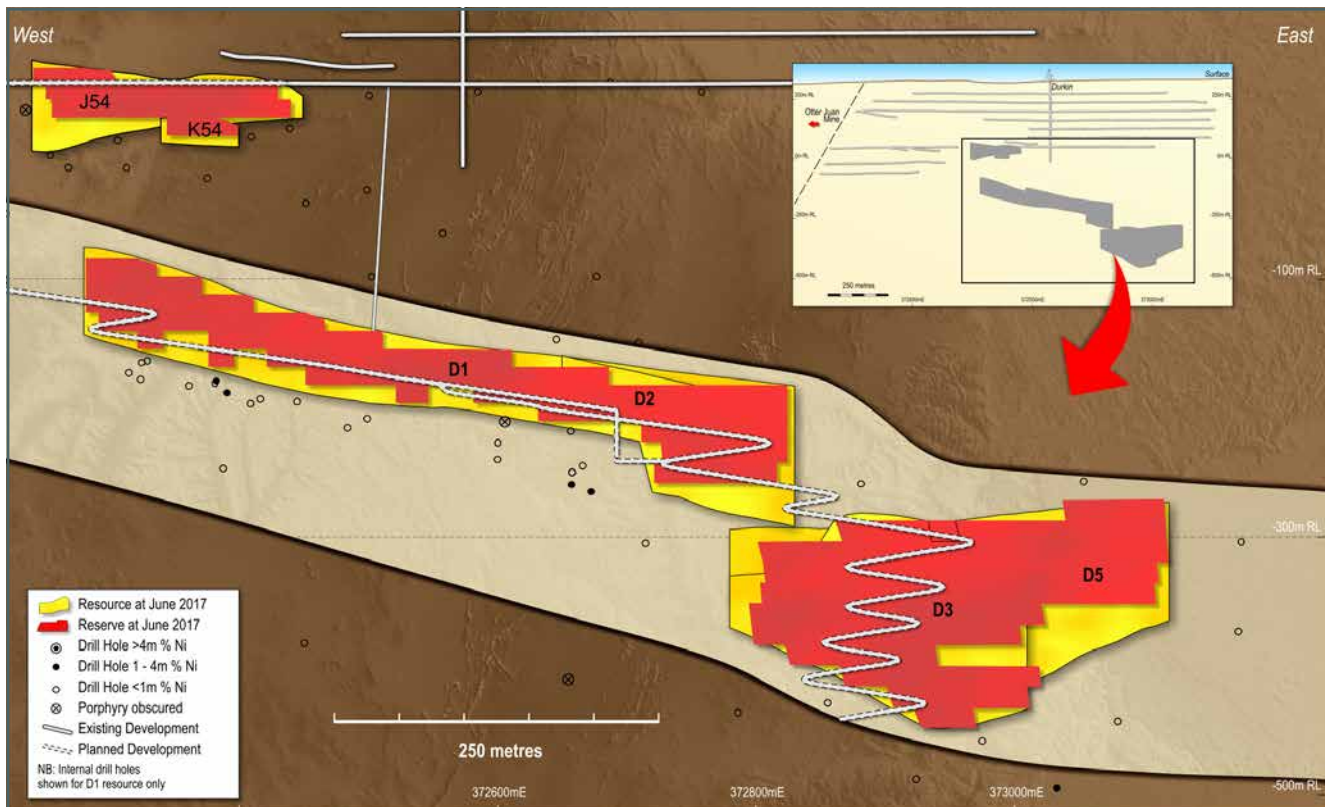 West
East
J54
K54
Surface
Durkin
Otter Juan
Mine
250 metres
-100m RL
D1
D2
-300m RL
D3
D5
Resource at June 2017
Reserve at June 2017
Drill Hole >4m % Ni
Drill Hole 1 - 4m % Ni
Drill Hole <1m % Ni
Porphyry obscured
Existing Development
Planned Development
NB: Internal drill holes
shown for D1 resource only
250 metres
372600mE
372800mE
373000mE
-500m RL